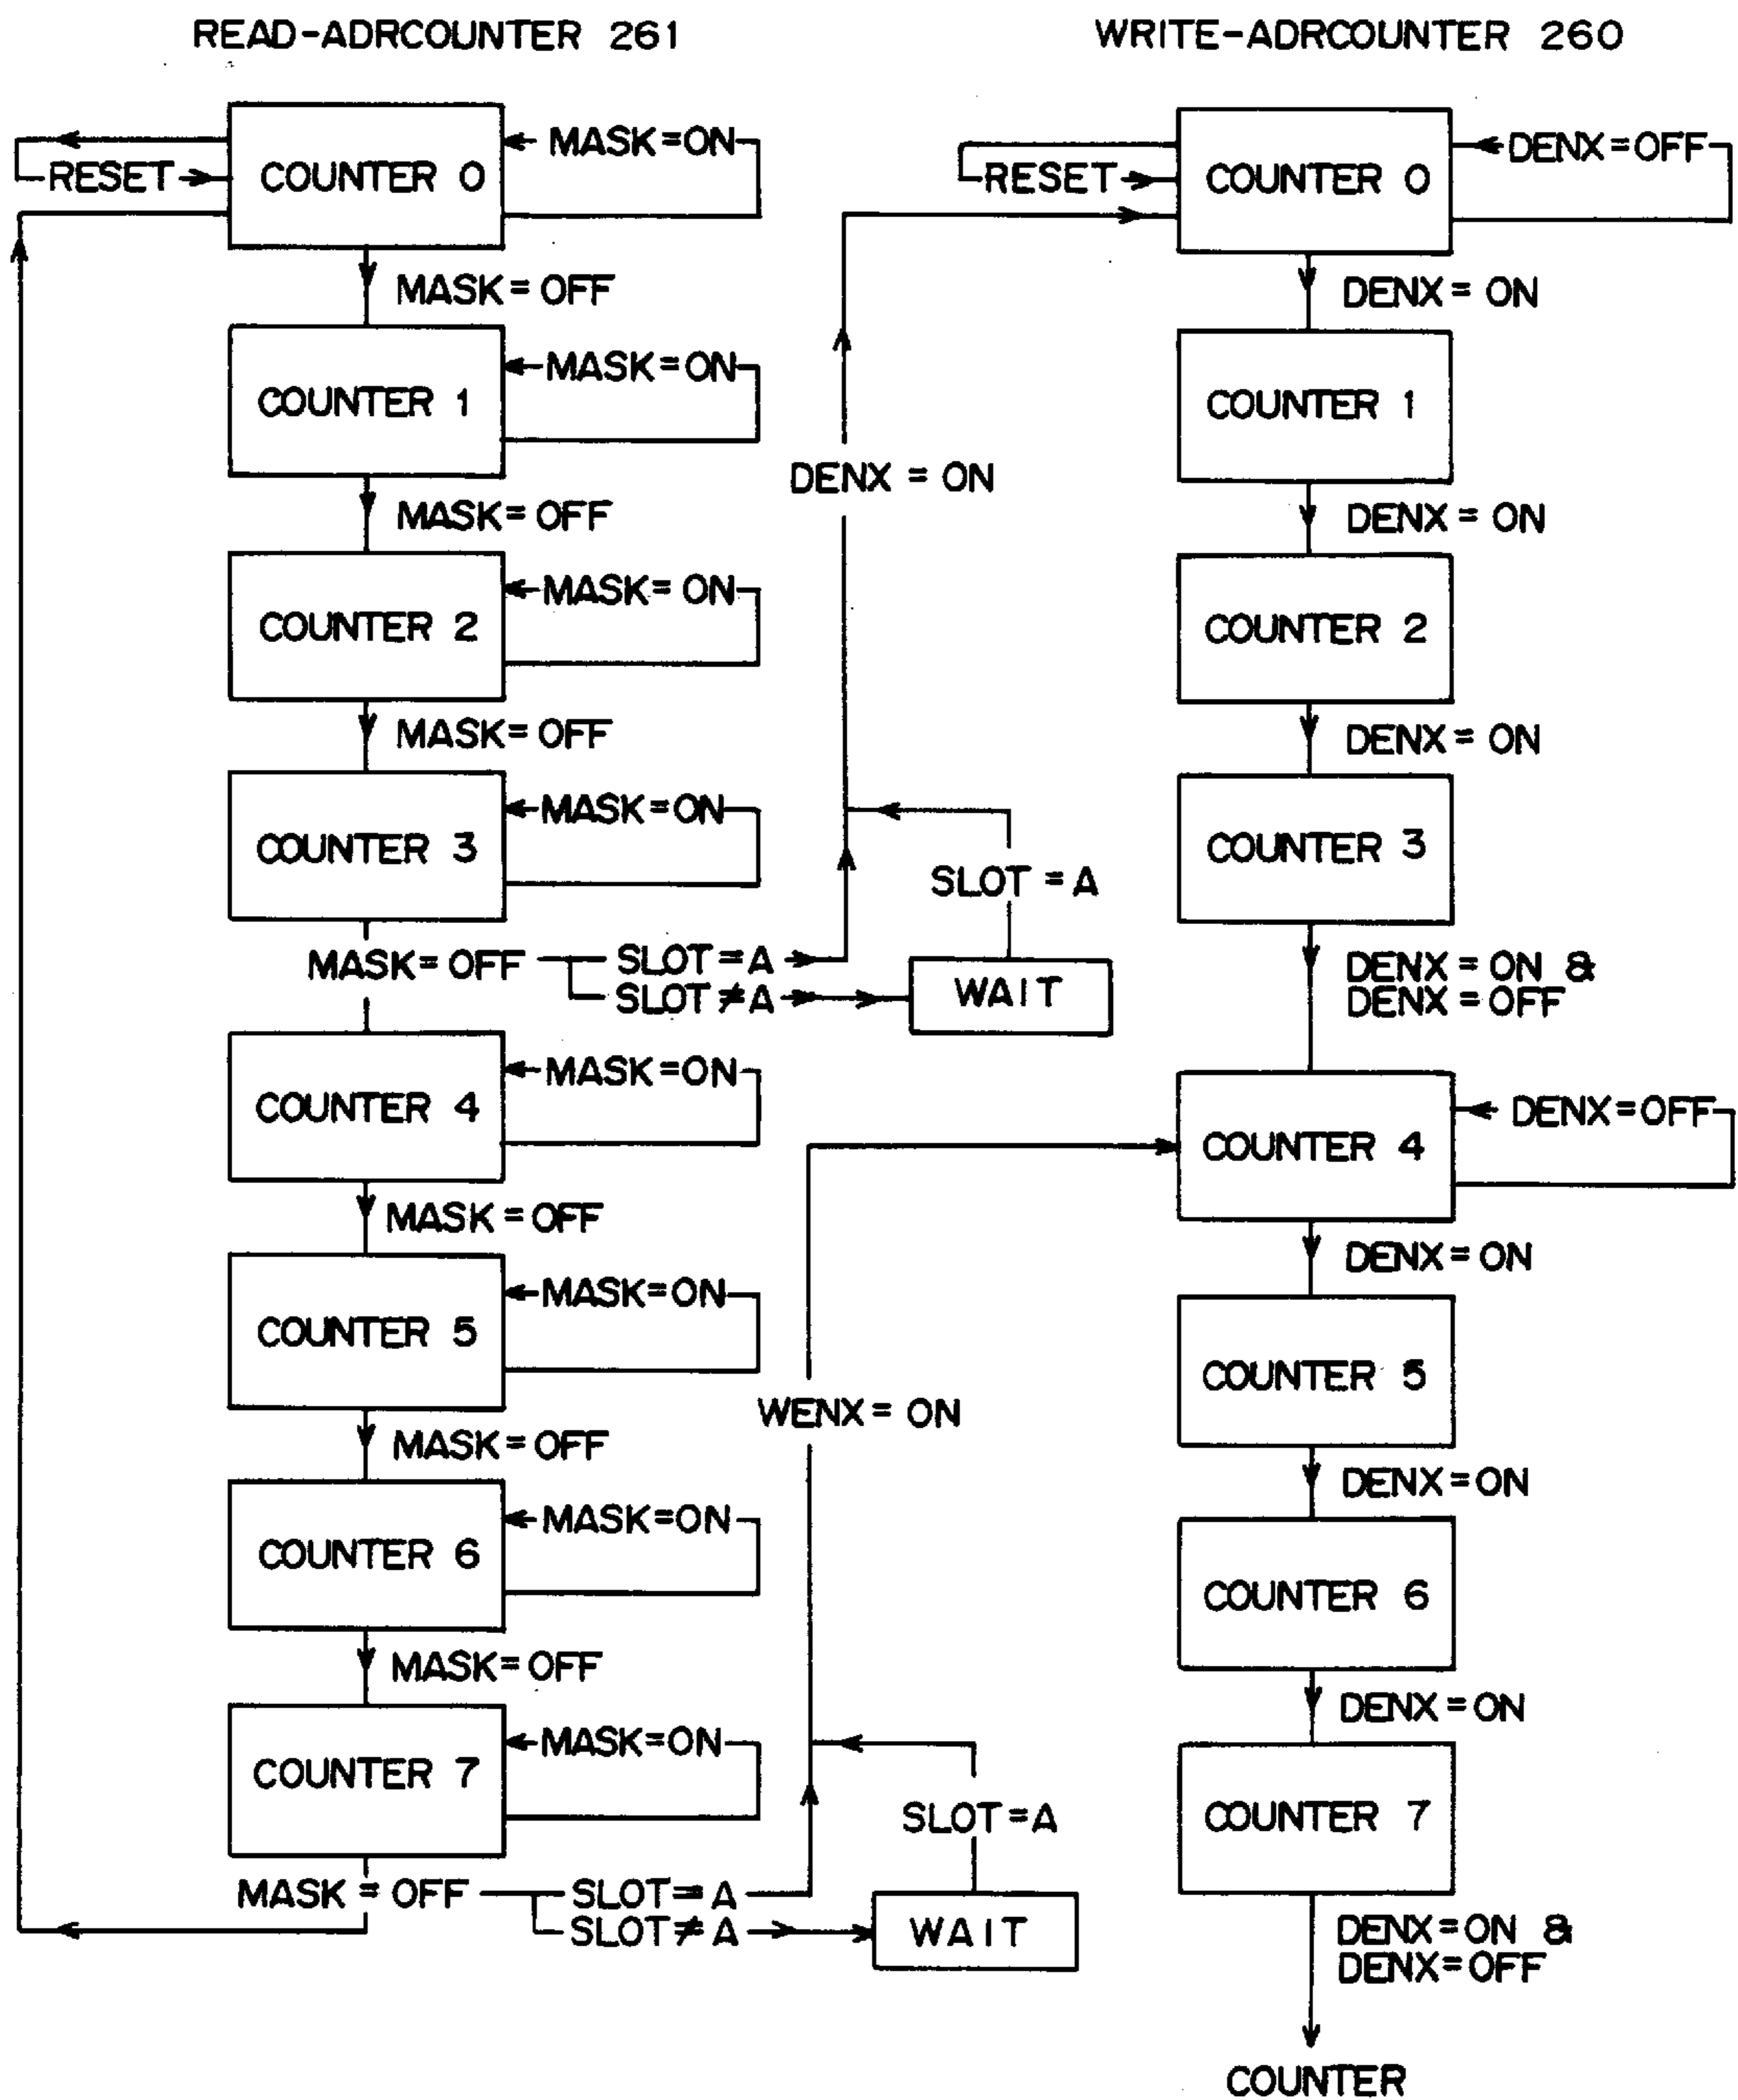 READ-ADRCOUNTER 261
RESET
COUNTER 0
MASK=ON
MASK=OFF
COUNTER 1
MASK=ON
MASK=OFF
COUNTER 2
MASK=ON
MASK=OFF
COUNTER 3
MASK=ON
MASK=OFF
SLOT=A
SLOT≠A
WAIT
SLOT=A
DENX=ON
COUNTER 4
MASK=ON
MASK=OFF
COUNTER 5
MASK=ON
MASK=OFF
COUNTER 6
MASK=ON
MASK=OFF
COUNTER 7
MASK=ON
MASK=OFF
SLOT=A
SLOT≠A
WAIT
SLOT=A
WENX=ON
WRITE-ADRCOUNTER 260
RESET
COUNTER 0
DENX=OFF
DENX=ON
COUNTER 1
DENX=ON
COUNTER 2
DENX=ON
COUNTER 3
DENX=ON &
DENX=OFF
COUNTER 4
DENX=OFF
DENX=ON
COUNTER 5
DENX=ON
COUNTER 6
DENX=ON
COUNTER 7
DENX=ON &
DENX=OFF
COUNTER